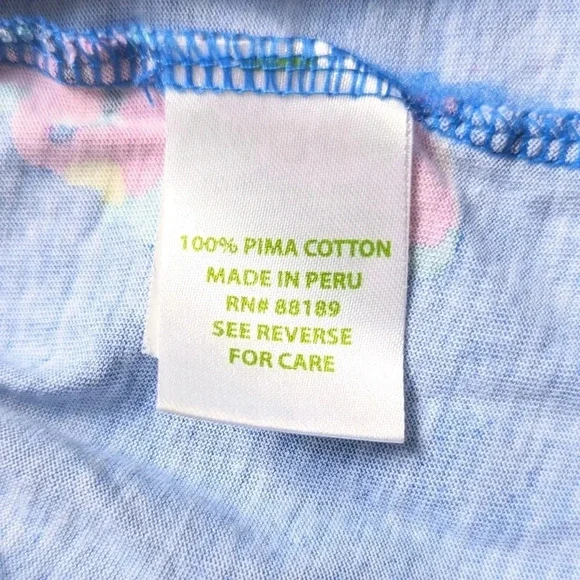 100% PIMA COTTON
MADE IN PERU
RN# 88189
SEE REVERSE
FOR CARE